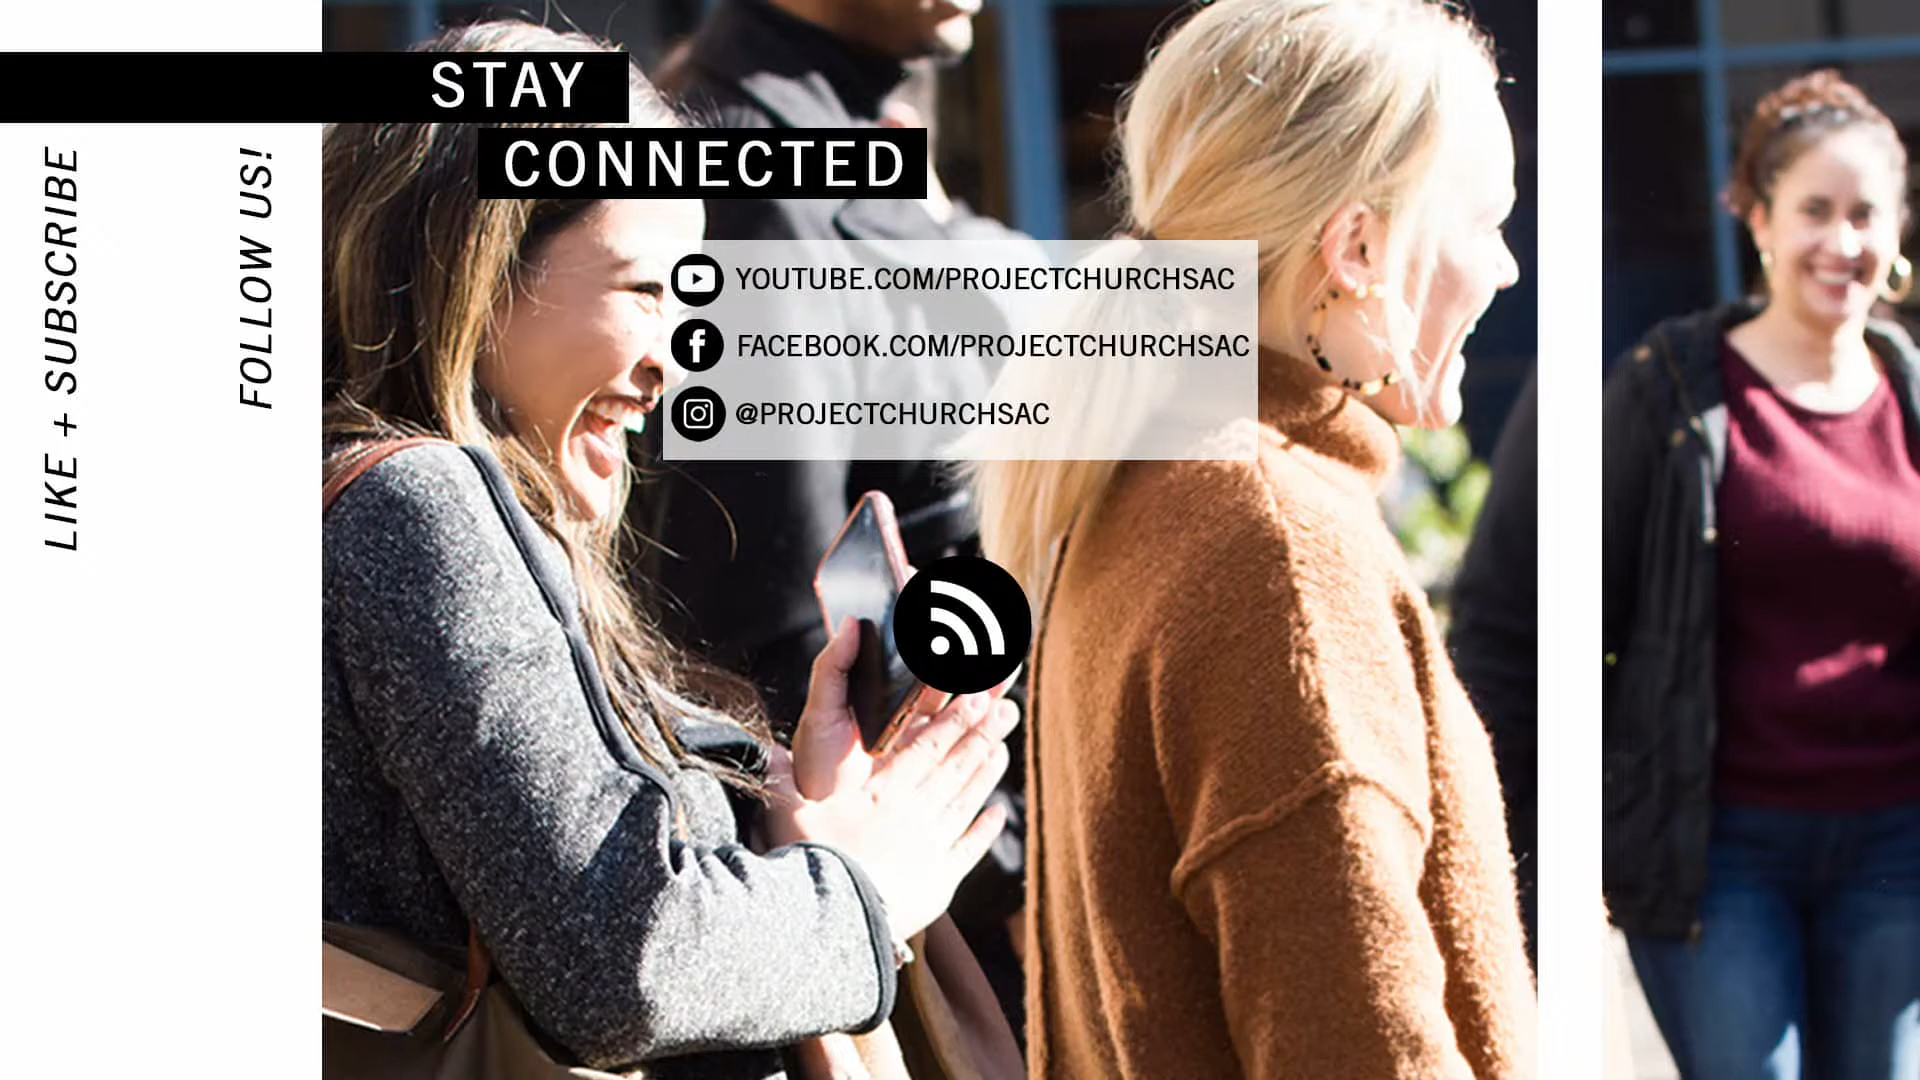 STAY
CONNECTED
LIKE + SUBSCRIBE
FOLLOW US!
YOUTUBE.COM/PROJECTCHURCHSAC
FACEBOOK.COM/PROJECTCHURCHSAC
@PROJECTCHURCHSAC